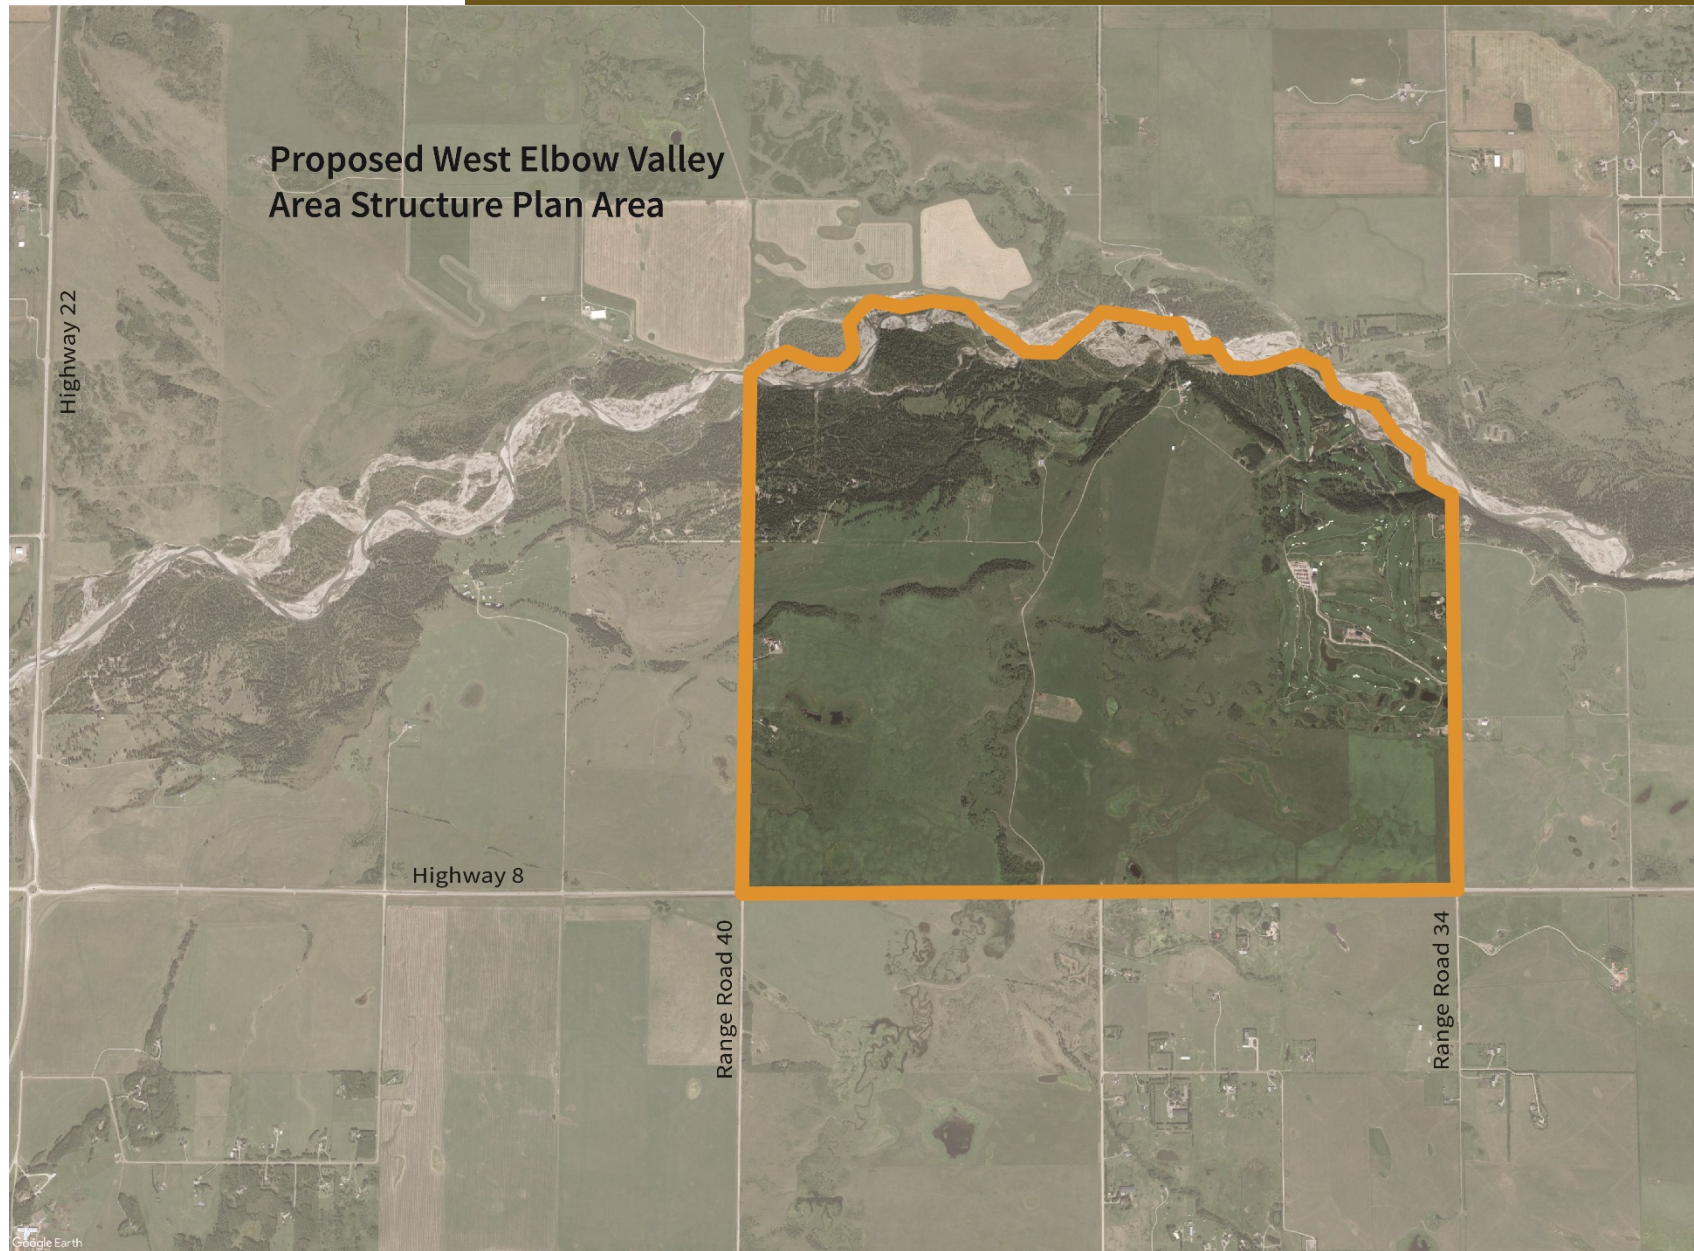 Proposed West Elbow Valley
Area Structure Plan Area
Highway 22
Highway 8
Range Road 40
Range Road 34
Google Earth